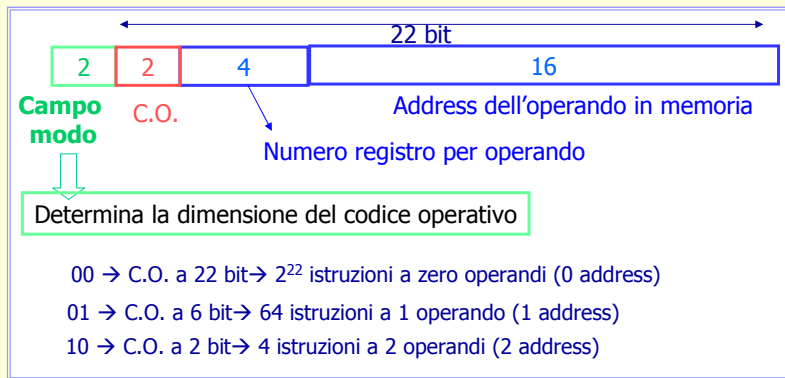 22 bit
2 2 4 16
Campo modo
C.O.
Address dell'operando in memoria
Numero registro per operando
Determina la dimensione del codice operativo
00 → C.O. a 22 bit→ 2²² istruzioni a zero operandi (0 address)
01 → C.O. a 6 bit→ 64 istruzioni a 1 operando (1 address)
10 → C.O. a 2 bit→ 4 istruzioni a 2 operandi (2 address)